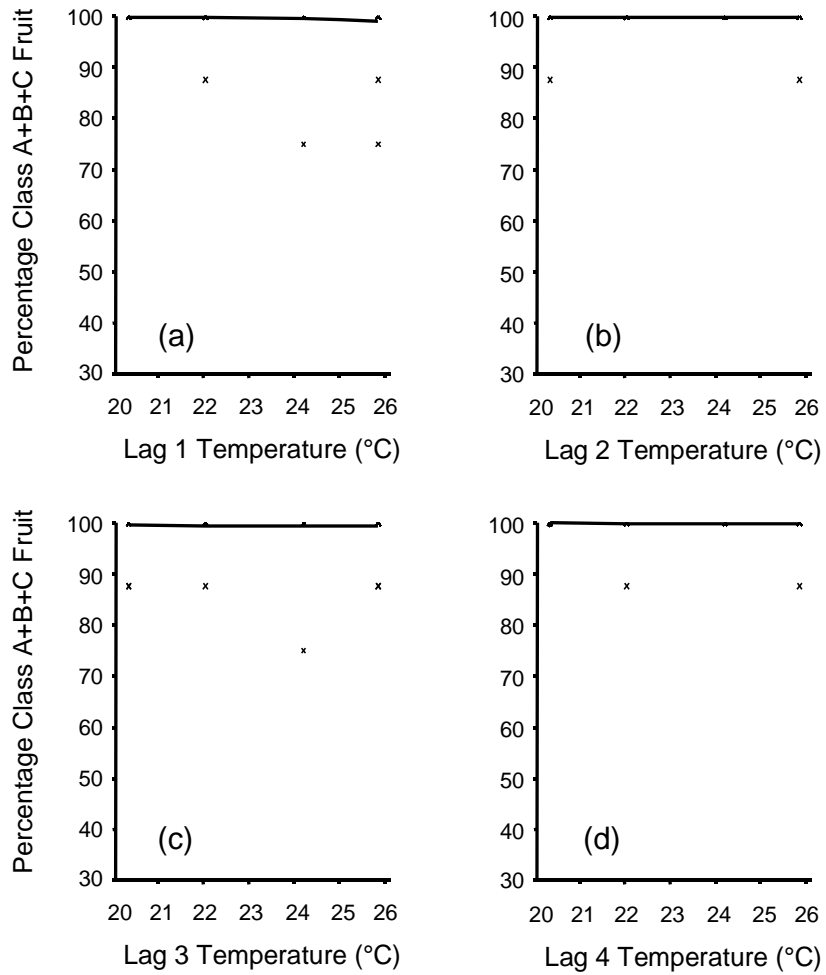 Percentage Class A+B+C Fruit
100
90
80
70
60
50
40
30
(a)
20 21 22 23 24 25 26
Lag 1 Temperature (°C)
100
90
80
70
60
50
40
30
(b)
20 21 22 23 24 25 26
Lag 2 Temperature (°C)
Percentage Class A+B+C Fruit
100
90
80
70
60
50
40
30
(c)
20 21 22 23 24 25 26
Lag 3 Temperature (°C)
100
90
80
70
60
50
40
30
(d)
20 21 22 23 24 25 26
Lag 4 Temperature (°C)